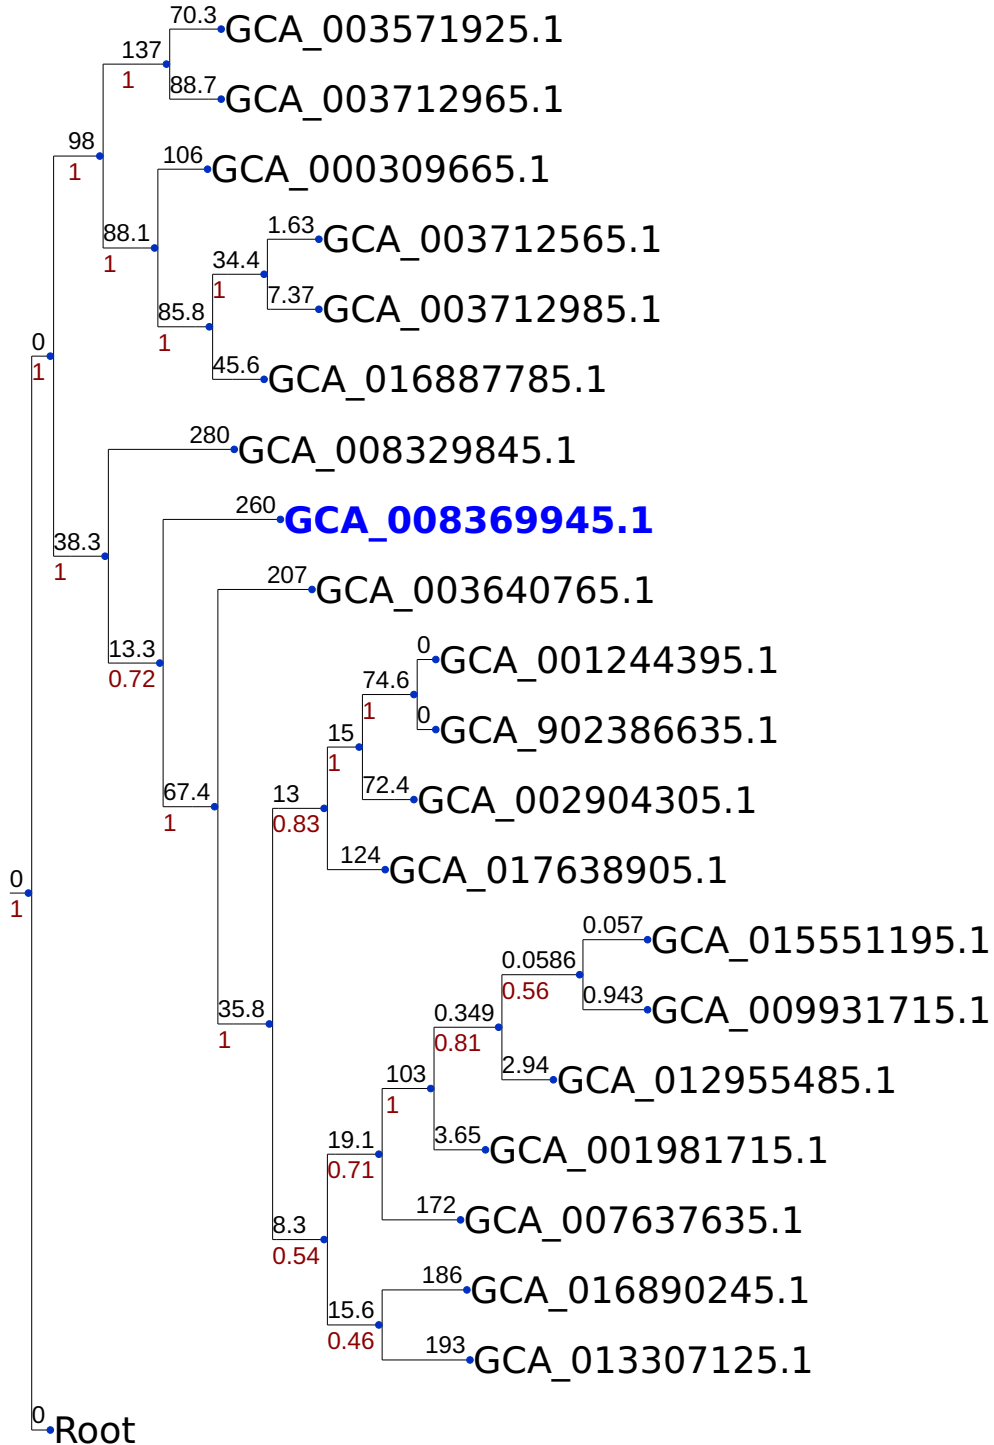 70.3
GCA_003571925.1
137
1
88.7
GCA_003712965.1
98
1
106
GCA_000309665.1
88.1
1
1.63
GCA_003712565.1
34.4
1
7.37
GCA_003712985.1
85.8
1
45.6
GCA_016887785.1
0
1
280
GCA_008329845.1
260
GCA_008369945.1
38.3
1
207
GCA_003640765.1
13.3
0.72
0
GCA_001244395.1
74.6
1
0
GCA_902386635.1
15
1
72.4
GCA_002904305.1
67.4
1
13
0.83
124
GCA_017638905.1
0
1
0.057
GCA_015551195.1
0.0586
0.56
0.943
GCA_009931715.1
35.8
1
0.349
0.81
2.94
GCA_012955485.1
103
1
3.65
GCA_001981715.1
19.1
0.71
172
GCA_007637635.1
8.3
0.54
186
GCA_016890245.1
15.6
0.46
193
GCA_013307125.1
0
Root